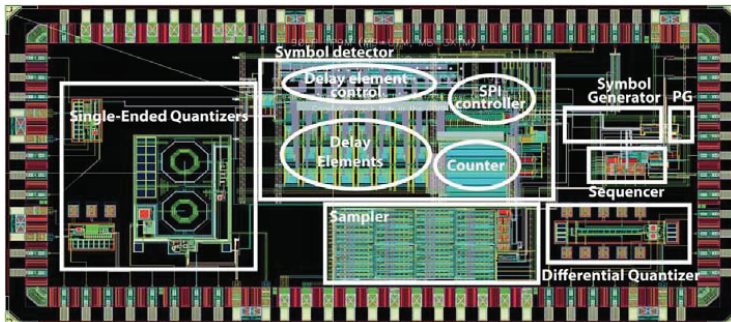 Symbol detector
Delay element
control
SPI
controller
Symbol
Generator
PG
Single-Ended Quantizers
Delay
Elements
Counter
Sequencer
Sampler
Differential Quantizer